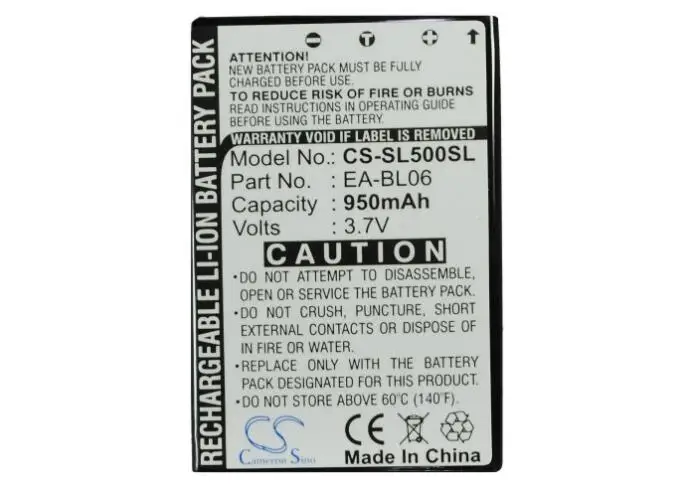 RECHARGEABLE LI-ION BATTERY PACK
T
ATTENTION!
NEW BATTERY PACK MUST BE FULLY
CHARGED BEFORE USE.
TO REDUCE RISK OF FIRE OR BURNS
READ INSTRUCTIONS IN OPERATING GUIDE
BEFORE USING THE BATTERY.
WARRANTY VOID IF LABEL IS REMOVED
Model No.: CS-SL500SL
Part No. : EA-BL06
Capacity : 950mAh
Volts : 3.7V
CAUTION
•DO NOT ATTEMPT TO DISASSEMBLE,
OPEN OR SERVICE THE BATTERY PACK.
•DO NOT CRUSH, PUNCTURE, SHORT
EXTERNAL CONTACTS OR DISPOSE OF
IN FIRE OR WATER.
•REPLACE ONLY WITH THE BATTERY
PACK DESIGNATED FOR THIS PRODUCT.
•DO NOT STORE ABOVE 60°C (140°F).
CS
Cameron Sino
CE
Made In China